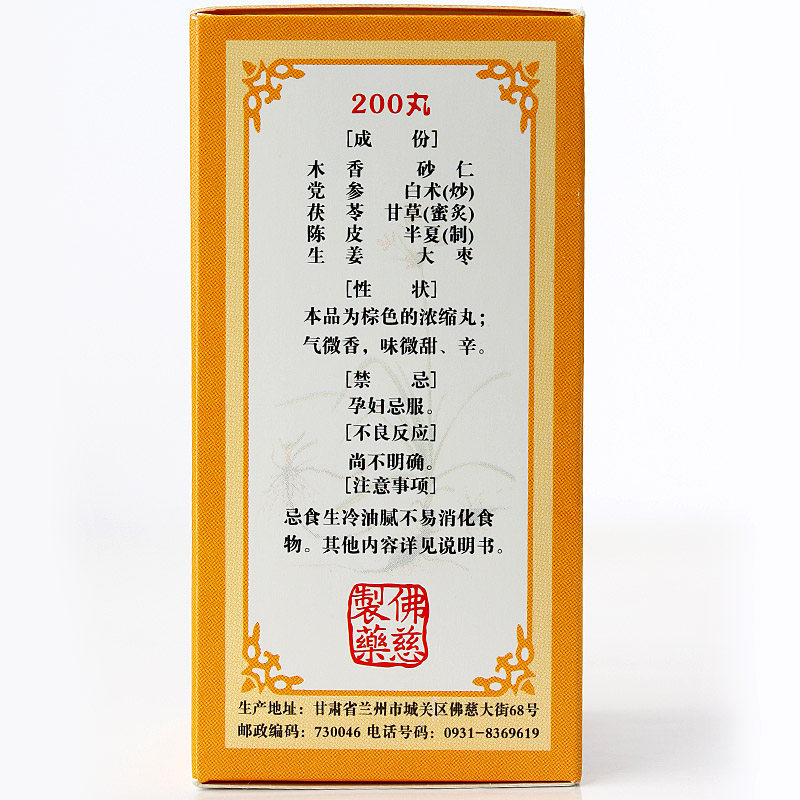 200丸
[成 份]
木 香 砂 仁
党 参 白术(炒)
茯 苓 甘草(蜜炙)
陈 皮 半夏(制)
生 姜 大 枣
[性 状]
本品为棕色的浓缩丸；
气微香，味微甜、辛。
[禁 忌]
孕妇忌服。
[不良反应]
尚不明确。
[注意事项]
忌食生冷油腻不易消化食
物。其他内容详见说明书。
佛慈
製藥
生产地址：甘肃省兰州市城关区佛慈大街68号
邮政编码：730046 电话号码：0931-8369619